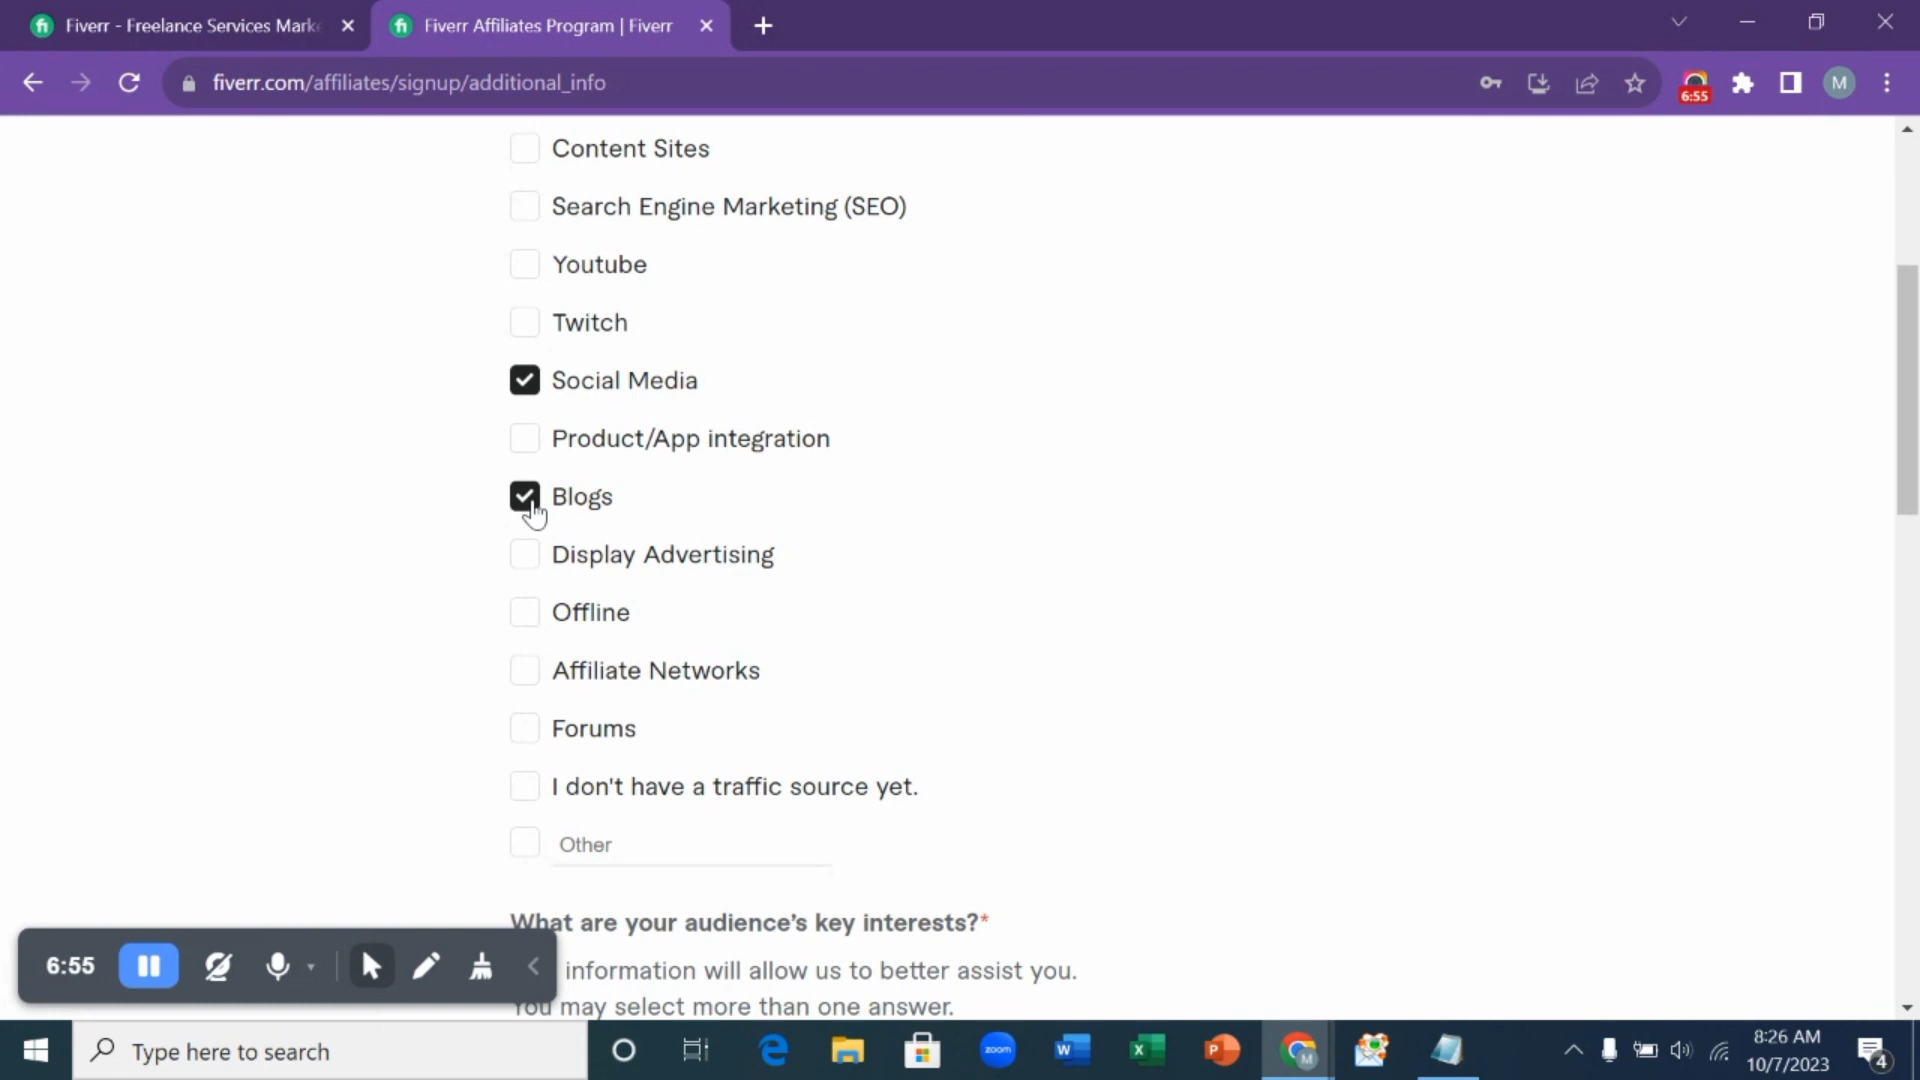 Fiverr - Freelance Services Mark
Fiverr Affiliates Program | Fiverr
fiverr.com/affiliates/signup/additional_info
6:55
M
Content Sites
Search Engine Marketing (SEO)
Youtube
Twitch
Social Media
Product/App integration
Blogs
Display Advertising
Offline
Affiliate Networks
Forums
I don't have a traffic source yet.
Other
What are your audience's key interests?*
information will allow us to better assist you.
You may select more than one answer.
6:55
Type here to search
zoom
8:26 AM
10/7/2023
4